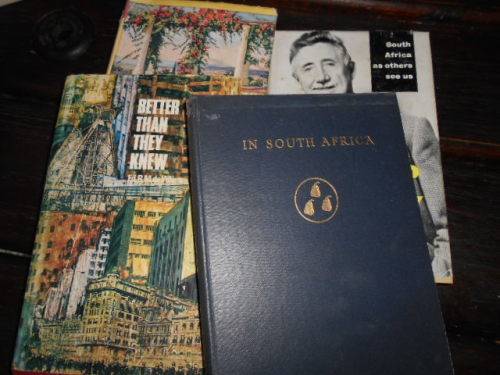 South
Africa
as others
see us
BETTER
THAN
THEY
KNEW
IN SOUTH AFRICA